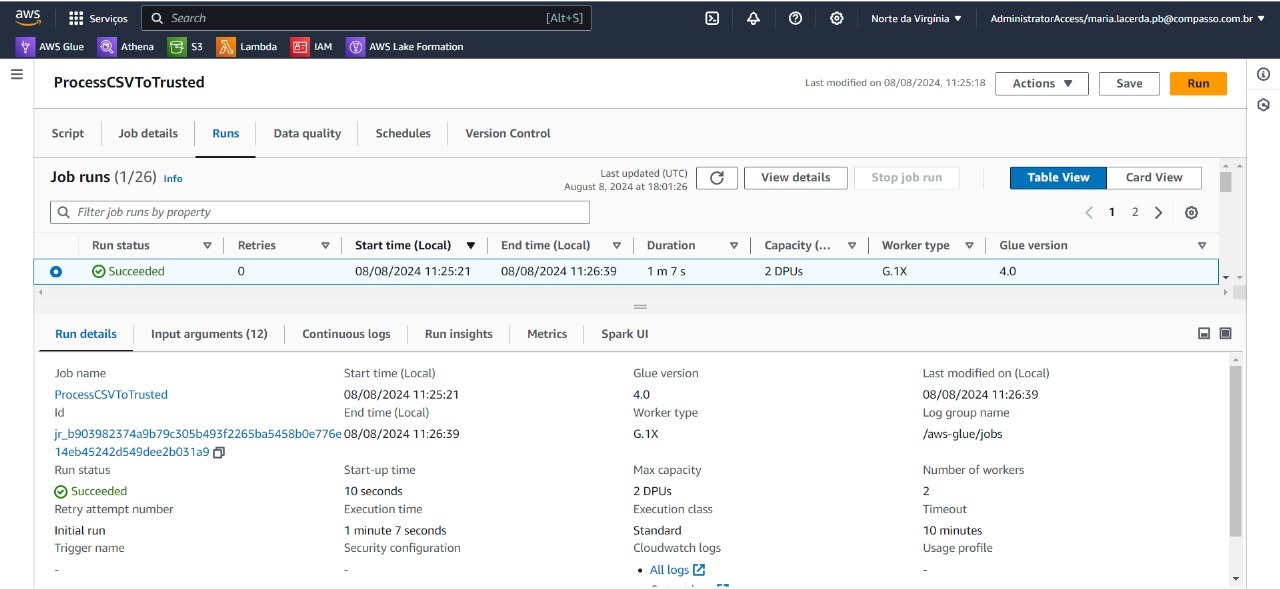 aws
Serviços
Search [Alt+S]
Norte da Virgínia ▼
AdministratorAccess/maria.lacerda.pb@compasso.com.br ▼
AWS Glue Athena S3 Lambda IAM AWS Lake Formation
ProcessCSVToTrusted
Last modified on 08/08/2024, 11:25:18
Actions ▼ Save Run
Script Job details Runs Data quality Schedules Version Control
Job runs (1/26) Info
Last updated (UTC)
August 8, 2024 at 18:01:26
View details Stop job run Table View Card View
Filter job runs by property
1 2
Run status Retries Start time (Local) End time (Local) Duration Capacity (... Worker type Glue version
Succeeded 0 08/08/2024 11:25:21 08/08/2024 11:26:39 1 m 7 s 2 DPUs G.1X 4.0
Run details Input arguments (12) Continuous logs Run insights Metrics Spark UI
Job name Start time (Local) Glue version Last modified on (Local)
ProcessCSVToTrusted 08/08/2024 11:25:21 4.0 08/08/2024 11:26:39
Id End time (Local) Worker type Log group name
jr_b903982374a9b79c305b493f2265ba5458b0e776e 08/08/2024 11:26:39 G.1X /aws-glue/jobs
14eb45242d549dee2b031a9
Run status Start-up time Max capacity Number of workers
Succeeded 10 seconds 2 DPUs 2
Retry attempt number Execution time Execution class Timeout
Initial run 1 minute 7 seconds Standard 10 minutes
Trigger name Security configuration Cloudwatch logs Usage profile
- - • All logs -